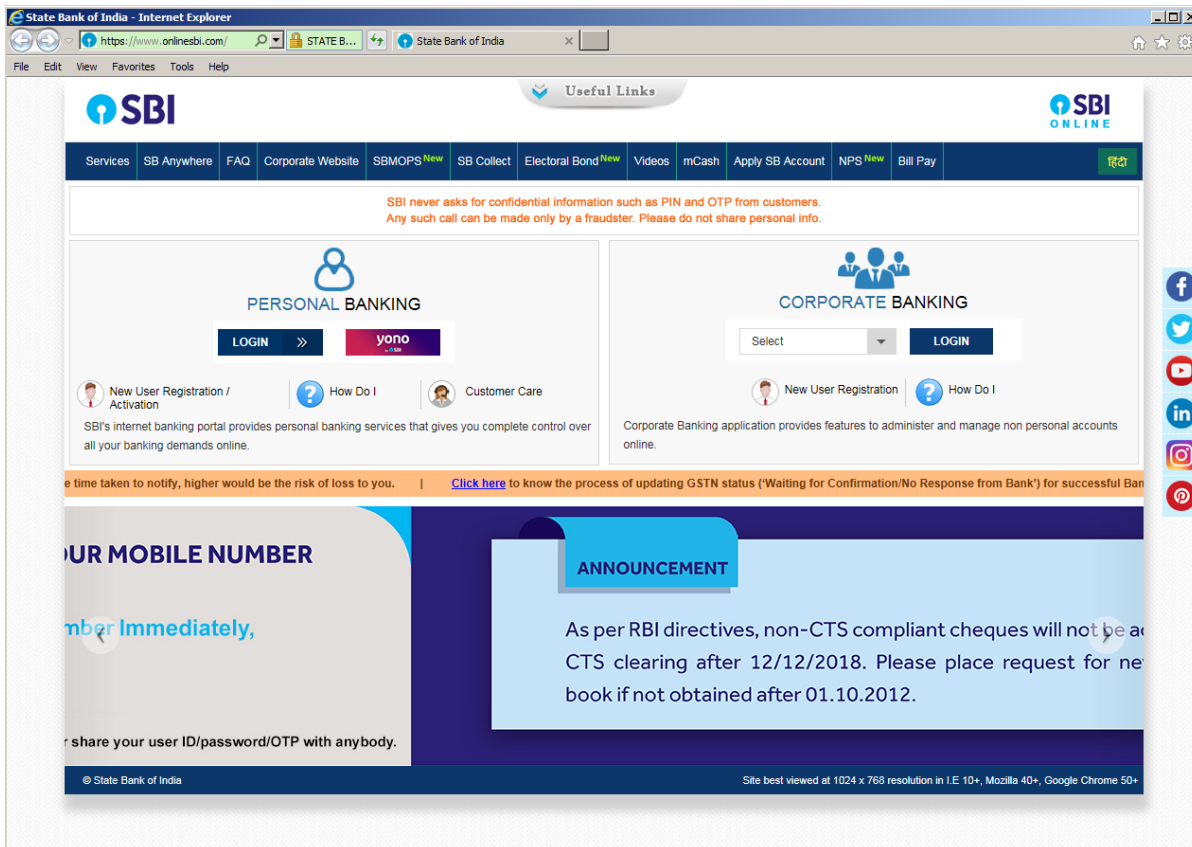 State Bank of India - Internet Explorer
https://www.onlinesbi.com/ STATE B... State Bank of India
File Edit View Favorites Tools Help
Useful Links
SBI
SBI
ONLINE
Services SB Anywhere FAQ Corporate Website SBMOPS New SB Collect Electoral Bond New Videos mCash Apply SB Account NPS New Bill Pay हिंदी
SBI never asks for confidential information such as PIN and OTP from customers.
Any such call can be made only by a fraudster. Please do not share personal info.
PERSONAL BANKING
LOGIN » yono
by SBI
New User Registration /
Activation
How Do I
Customer Care
SBI's internet banking portal provides personal banking services that gives you complete control over
all your banking demands online.
CORPORATE BANKING
Select LOGIN
New User Registration
How Do I
Corporate Banking application provides features to administer and manage non personal accounts
online.
e time taken to notify, higher would be the risk of loss to you. | Click here to know the process of updating GSTN status ('Waiting for Confirmation/No Response from Bank') for successful Ban
OUR MOBILE NUMBER
mber Immediately,
r share your user ID/password/OTP with anybody.
ANNOUNCEMENT
As per RBI directives, non-CTS compliant cheques will not be ac
CTS clearing after 12/12/2018. Please place request for ne
book if not obtained after 01.10.2012.
© State Bank of India
Site best viewed at 1024 x 768 resolution in I.E 10+, Mozilla 40+, Google Chrome 50+